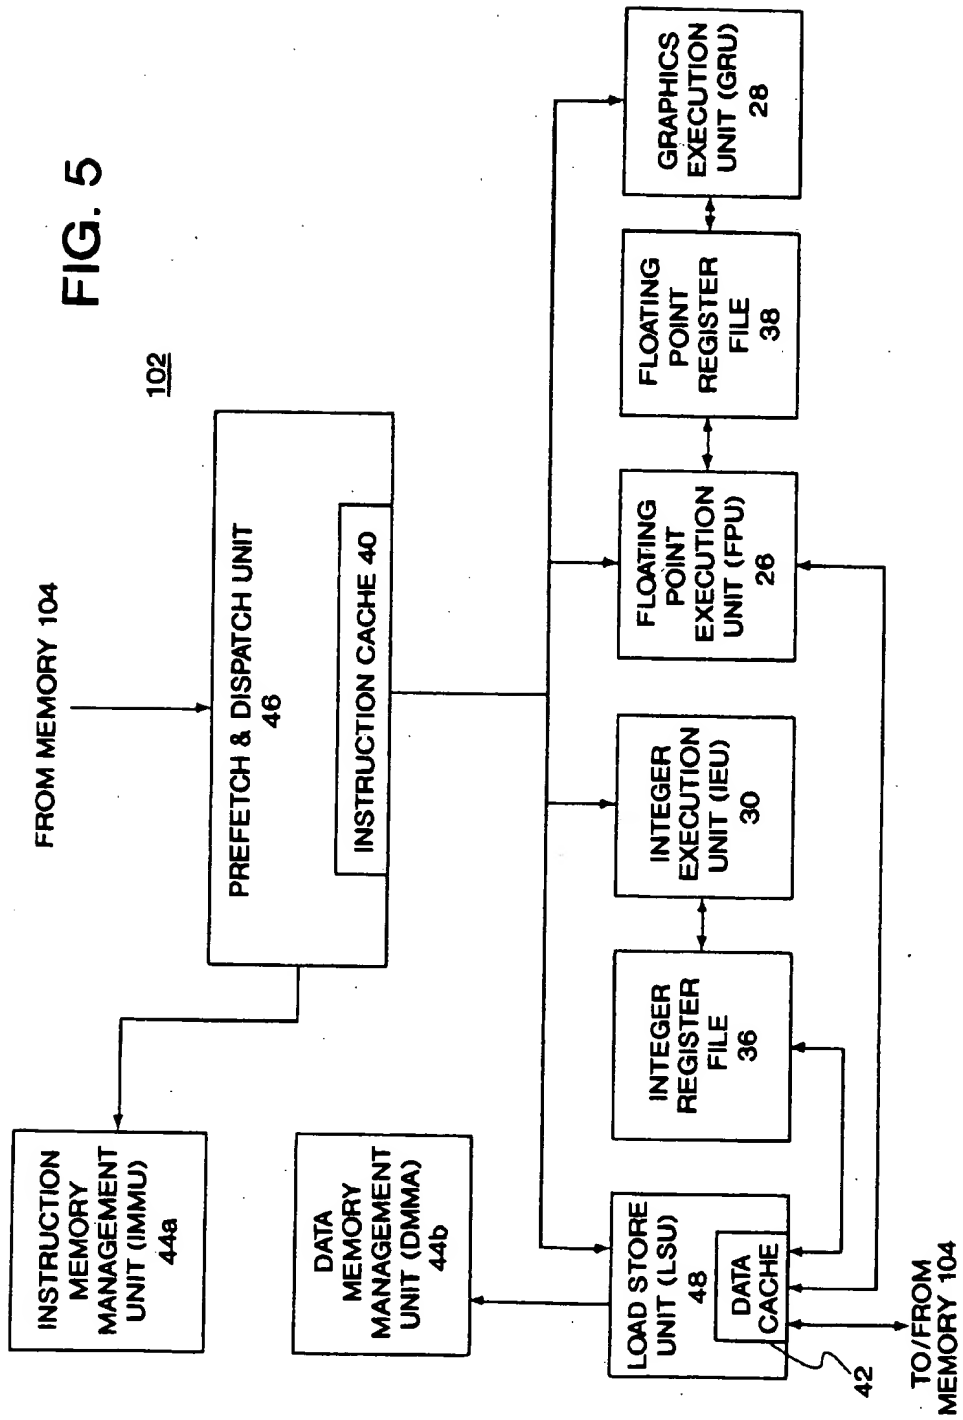 FIG. 5
102
FROM MEMORY 104
PREFETCH & DISPATCH UNIT
46
INSTRUCTION CACHE 40
INSTRUCTION
MEMORY
MANAGEMENT
UNIT (IMMU)
44a
DATA
MEMORY
MANAGEMENT
UNIT (DMMA)
44b
LOAD STORE
UNIT (LSU)
48
DATA
CACHE
42
TO/FROM
MEMORY 104
INTEGER
REGISTER
FILE
36
INTEGER
EXECUTION
UNIT (IEU)
30
FLOATING
POINT
EXECUTION
UNIT (FPU)
26
FLOATING
POINT
REGISTER
FILE
38
GRAPHICS
EXECUTION
UNIT (GRU)
28